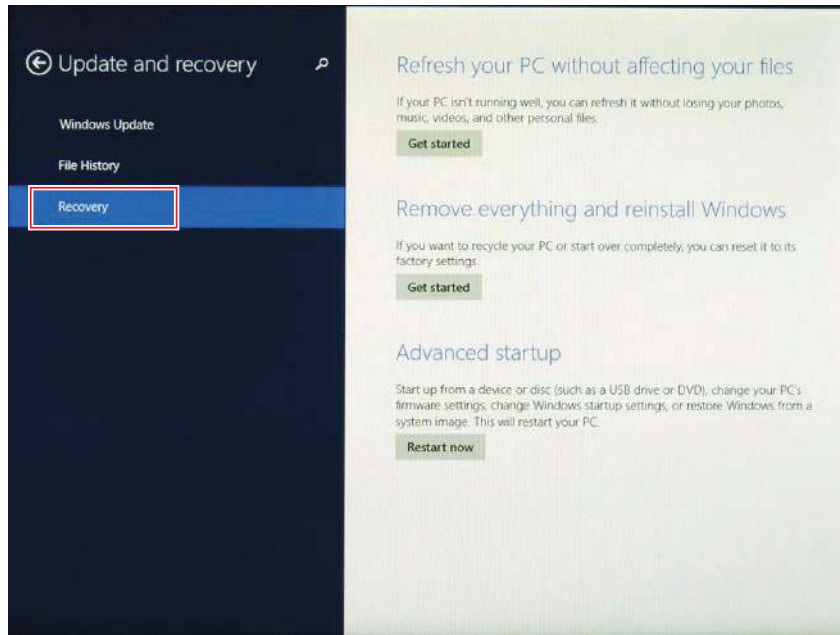 Update and recovery
Windows Update
File History
Recovery
Refresh your PC without affecting your files
If your PC isn't running well, you can refresh it without losing your photos,
music, videos, and other personal files.
Get started
Remove everything and reinstall Windows
If you want to recycle your PC or start over completely, you can reset it to its
factory settings.
Get started
Advanced startup
Start up from a device or disc (such as a USB drive or DVD), change your PC's
firmware settings, change Windows startup settings, or restore Windows from a
system image. This will restart your PC.
Restart now